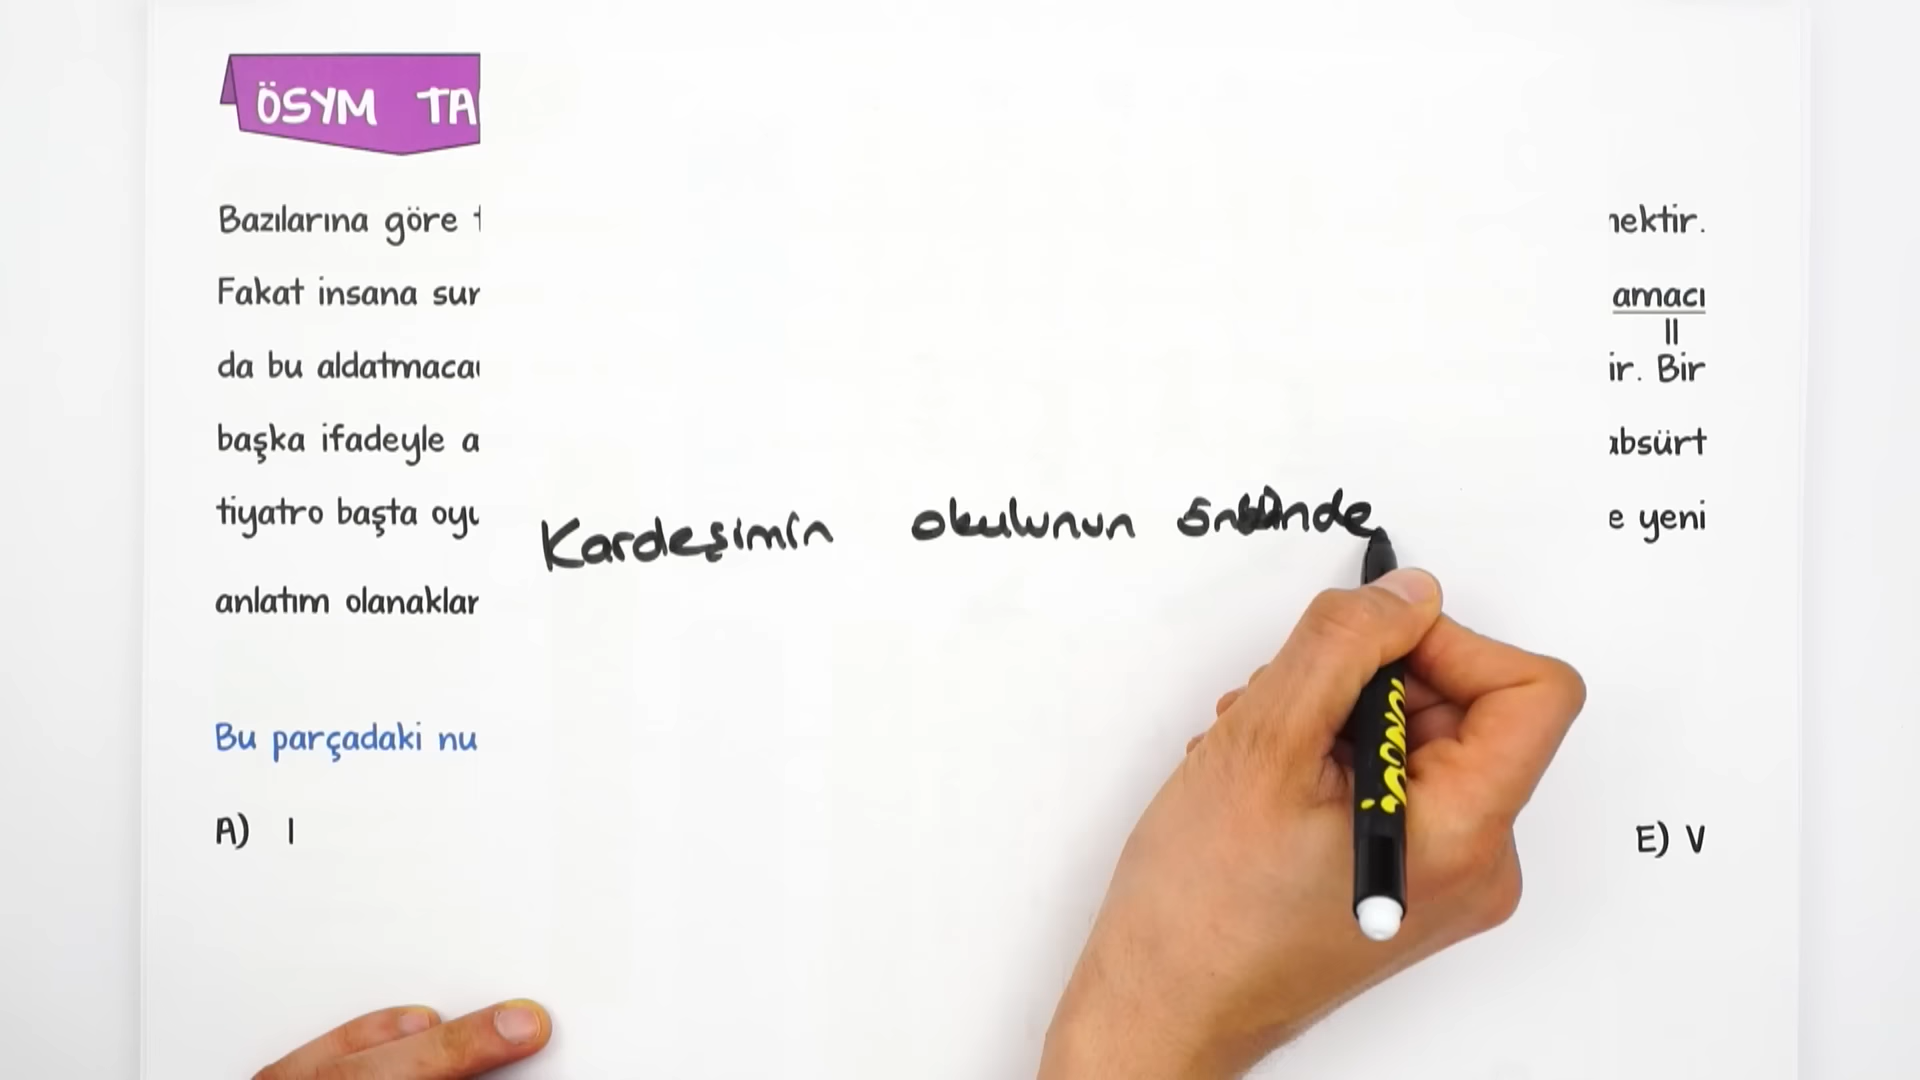 ÖSYM TA
Bazılarına göre nektir.
Fakat insana sur amacı
II
da bu aldatmaca ir. Bir
başka ifadeyle a absürt
tiyatro başta oyu e yeni
Kardeşimin okulunun önünde
anlatım olanaklar
Bu parçadaki nu
A) I E) V